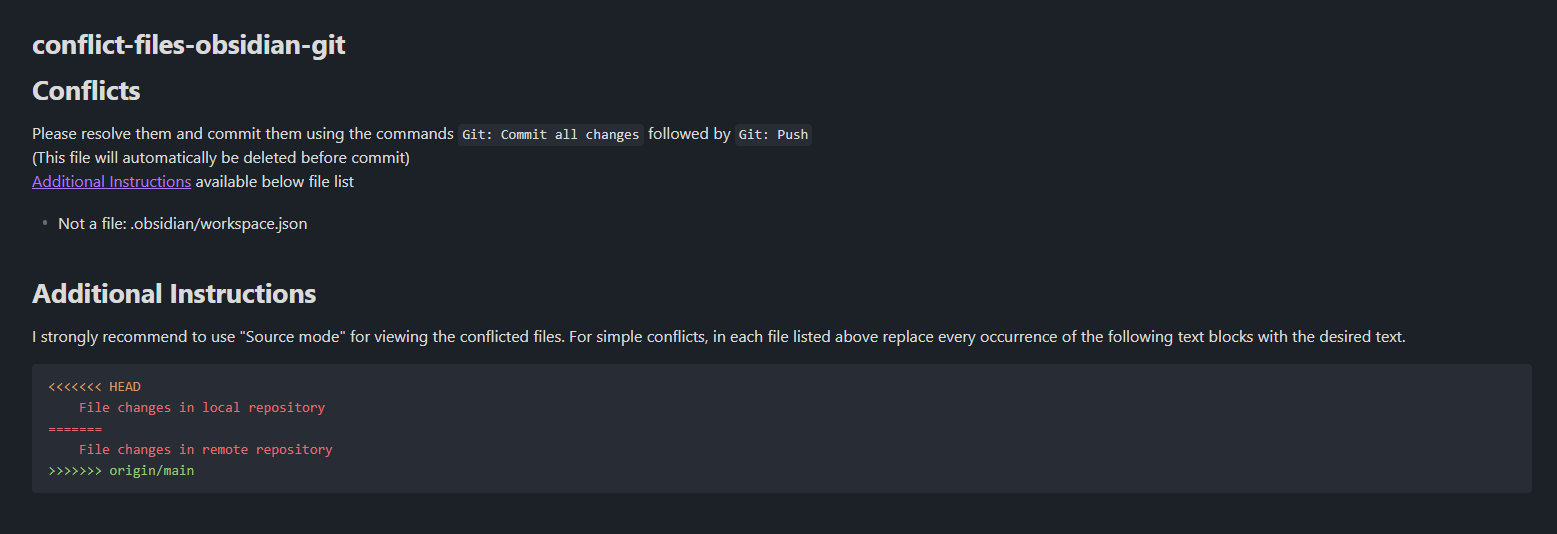 conflict-files-obsidian-git
Conflicts
Please resolve them and commit them using the commands Git: Commit all changes followed by Git: Push
(This file will automatically be deleted before commit)
Additional Instructions available below file list
• Not a file: .obsidian/workspace.json
Additional Instructions
I strongly recommend to use "Source mode" for viewing the conflicted files. For simple conflicts, in each file listed above replace every occurrence of the following text blocks with the desired text.
<<<<<<< HEAD
    File changes in local repository
=======
    File changes in remote repository
>>>>>>> origin/main